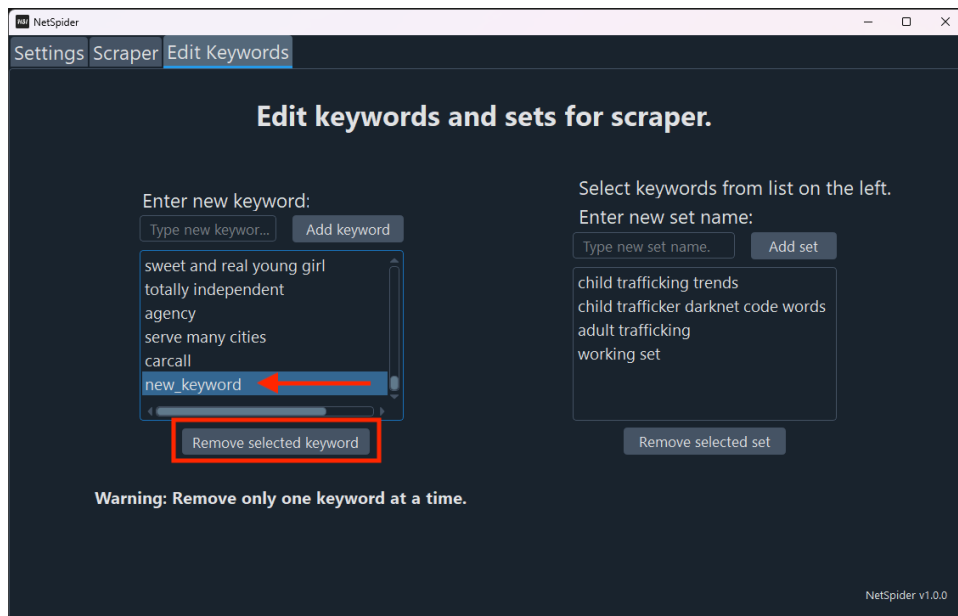 NSI NetSpider
Settings Scraper Edit Keywords
Edit keywords and sets for scraper.
Enter new keyword:
Type new keywor...
Add keyword
sweet and real young girl
totally independent
agency
serve many cities
carcall
new_keyword
Remove selected keyword
Warning: Remove only one keyword at a time.
Select keywords from list on the left.
Enter new set name:
Type new set name.
Add set
child trafficking trends
child trafficker darknet code words
adult trafficking
working set
Remove selected set
NetSpider v1.0.0